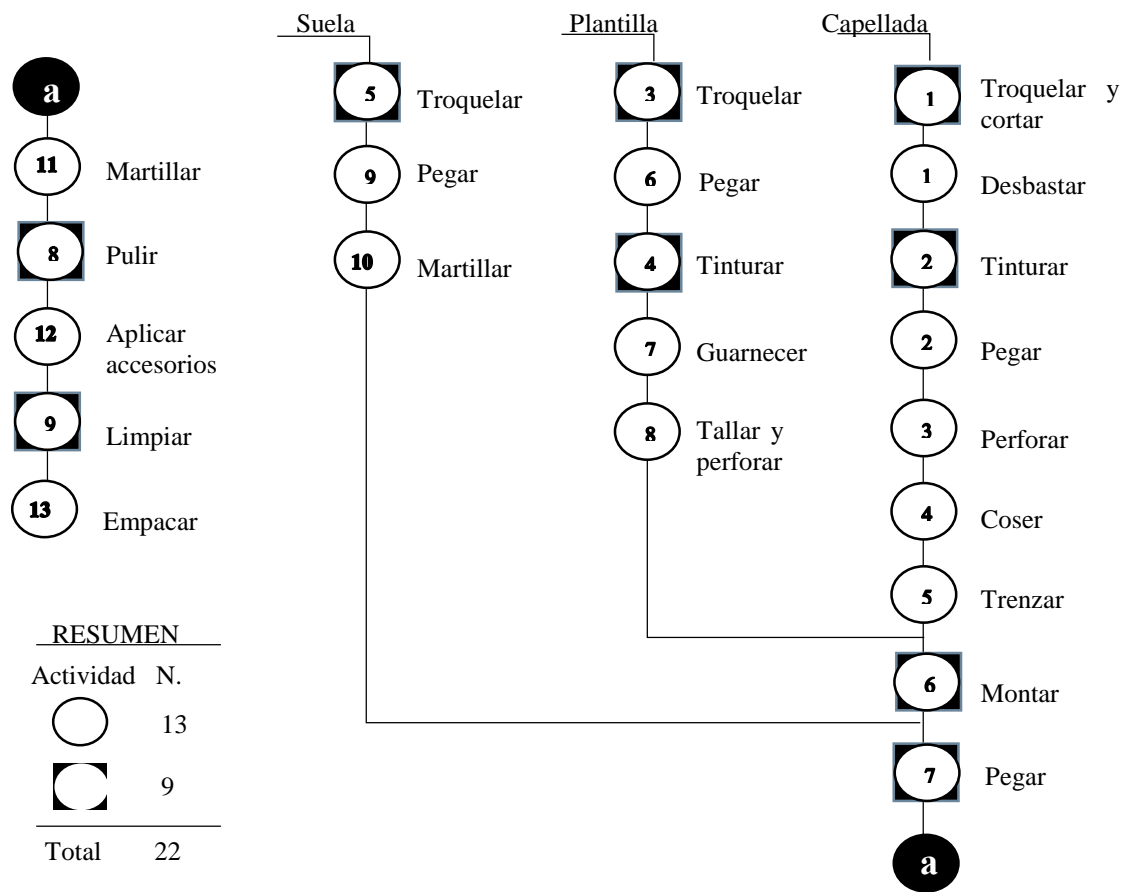 Suela
Plantilla
Capellada
a
11
Martillar
8
Pulir
12
Aplicar
accesorios
9
Limpiar
13
Empacar
5
Troquelar
9
Pegar
10
Martillar
3
Troquelar
6
Pegar
4
Tinturar
7
Guarnecer
8
Tallar y
perforar
1
Troquelar y
cortar
1
Desbastar
2
Tinturar
2
Pegar
3
Perforar
4
Coser
5
Trenzar
6
Montar
7
Pegar
a
RESUMEN
Actividad N.
13
9
Total 22